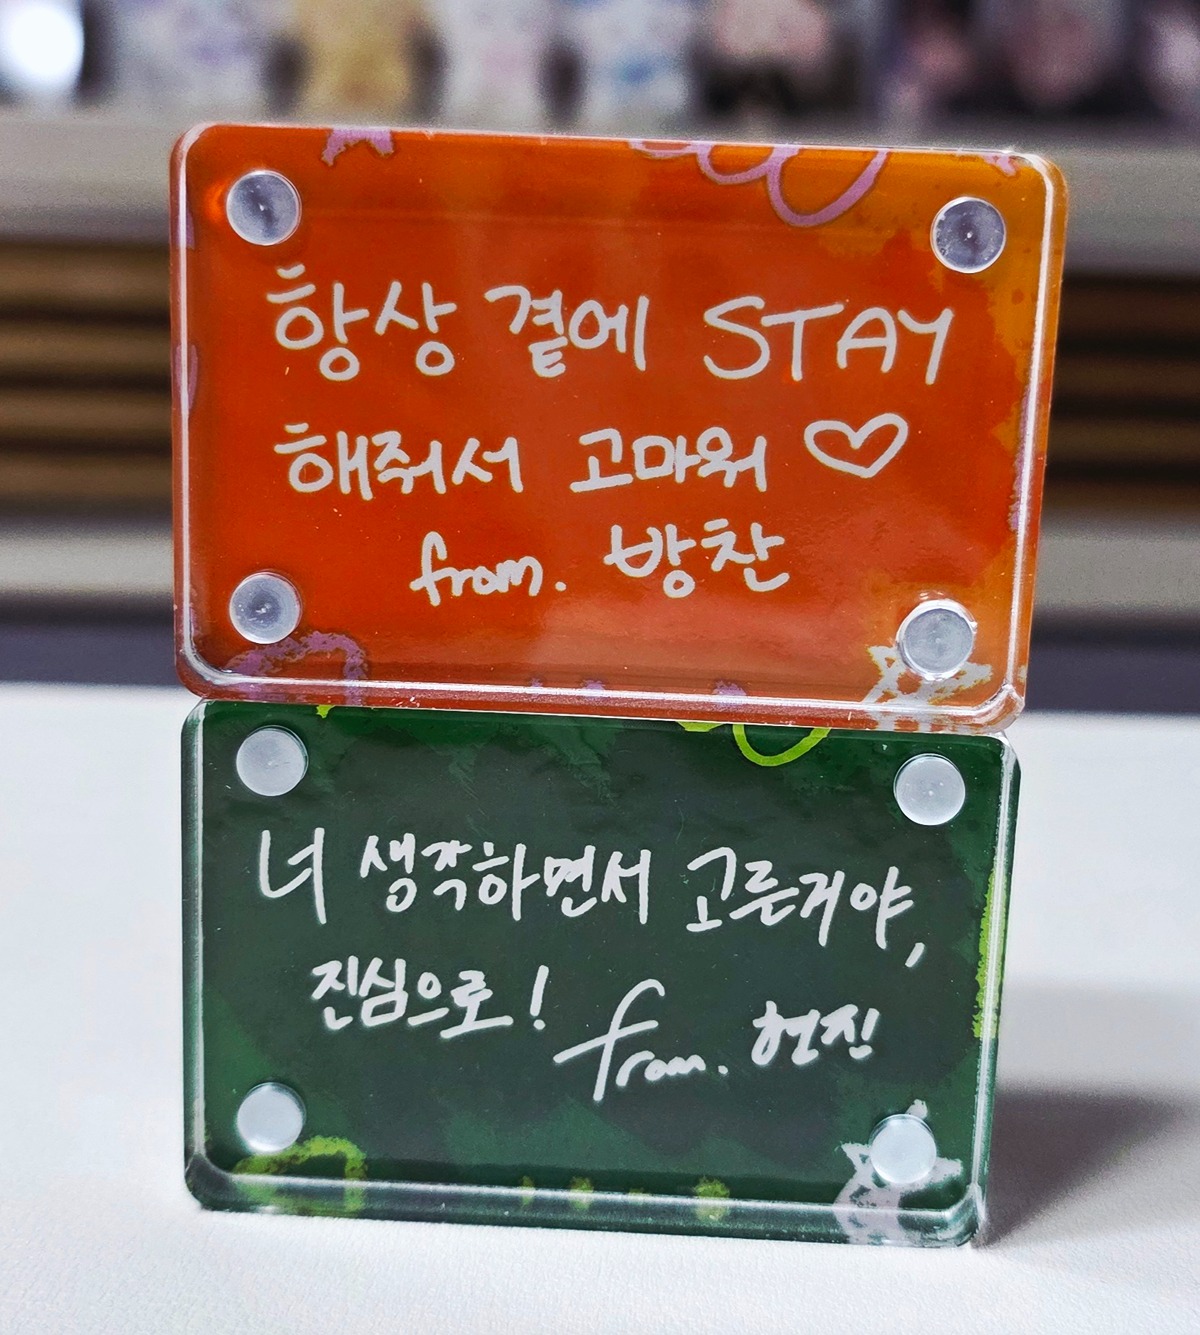 항상 곁에 STAY
해줘서 고마워 ♡
from. 방찬
너 생각하면서 고른거야,
진심으로!
from. 현진